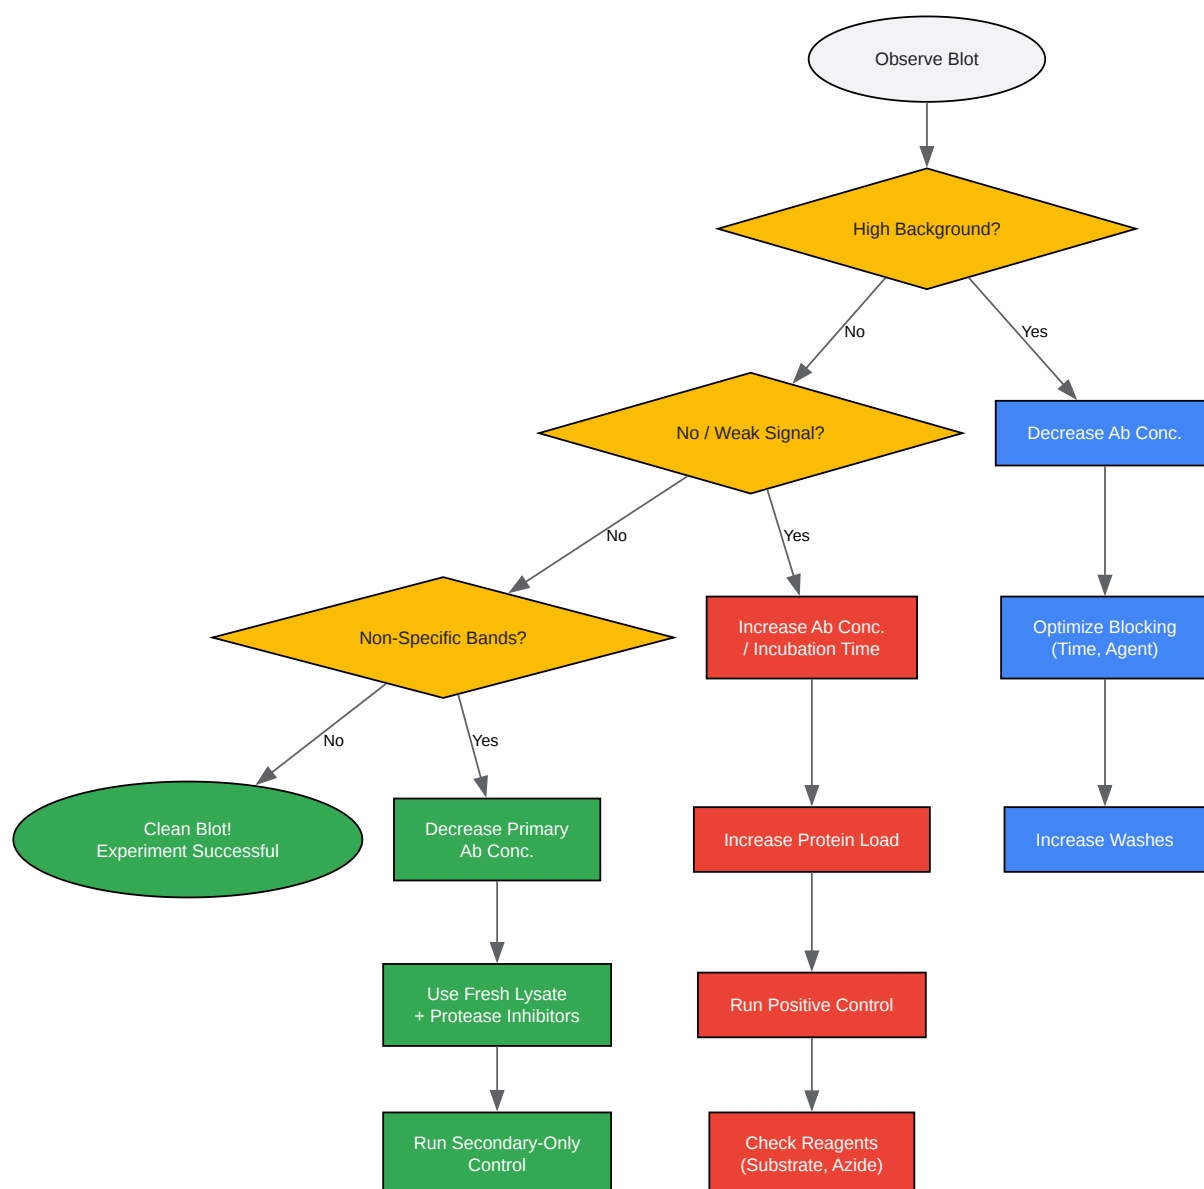 Observe Blot
High Background?
No
Yes
No / Weak Signal?
Decrease Ab Conc.
No
Yes
Non-Specific Bands?
Increase Ab Conc.
/ Incubation Time
Optimize Blocking
(Time, Agent)
No
Yes
Clean Blot!
Experiment Successful
Decrease Primary
Ab Conc.
Increase Protein Load
Increase Washes
Use Fresh Lysate
+ Protease Inhibitors
Run Positive Control
Run Secondary-Only
Control
Check Reagents
(Substrate, Azide)